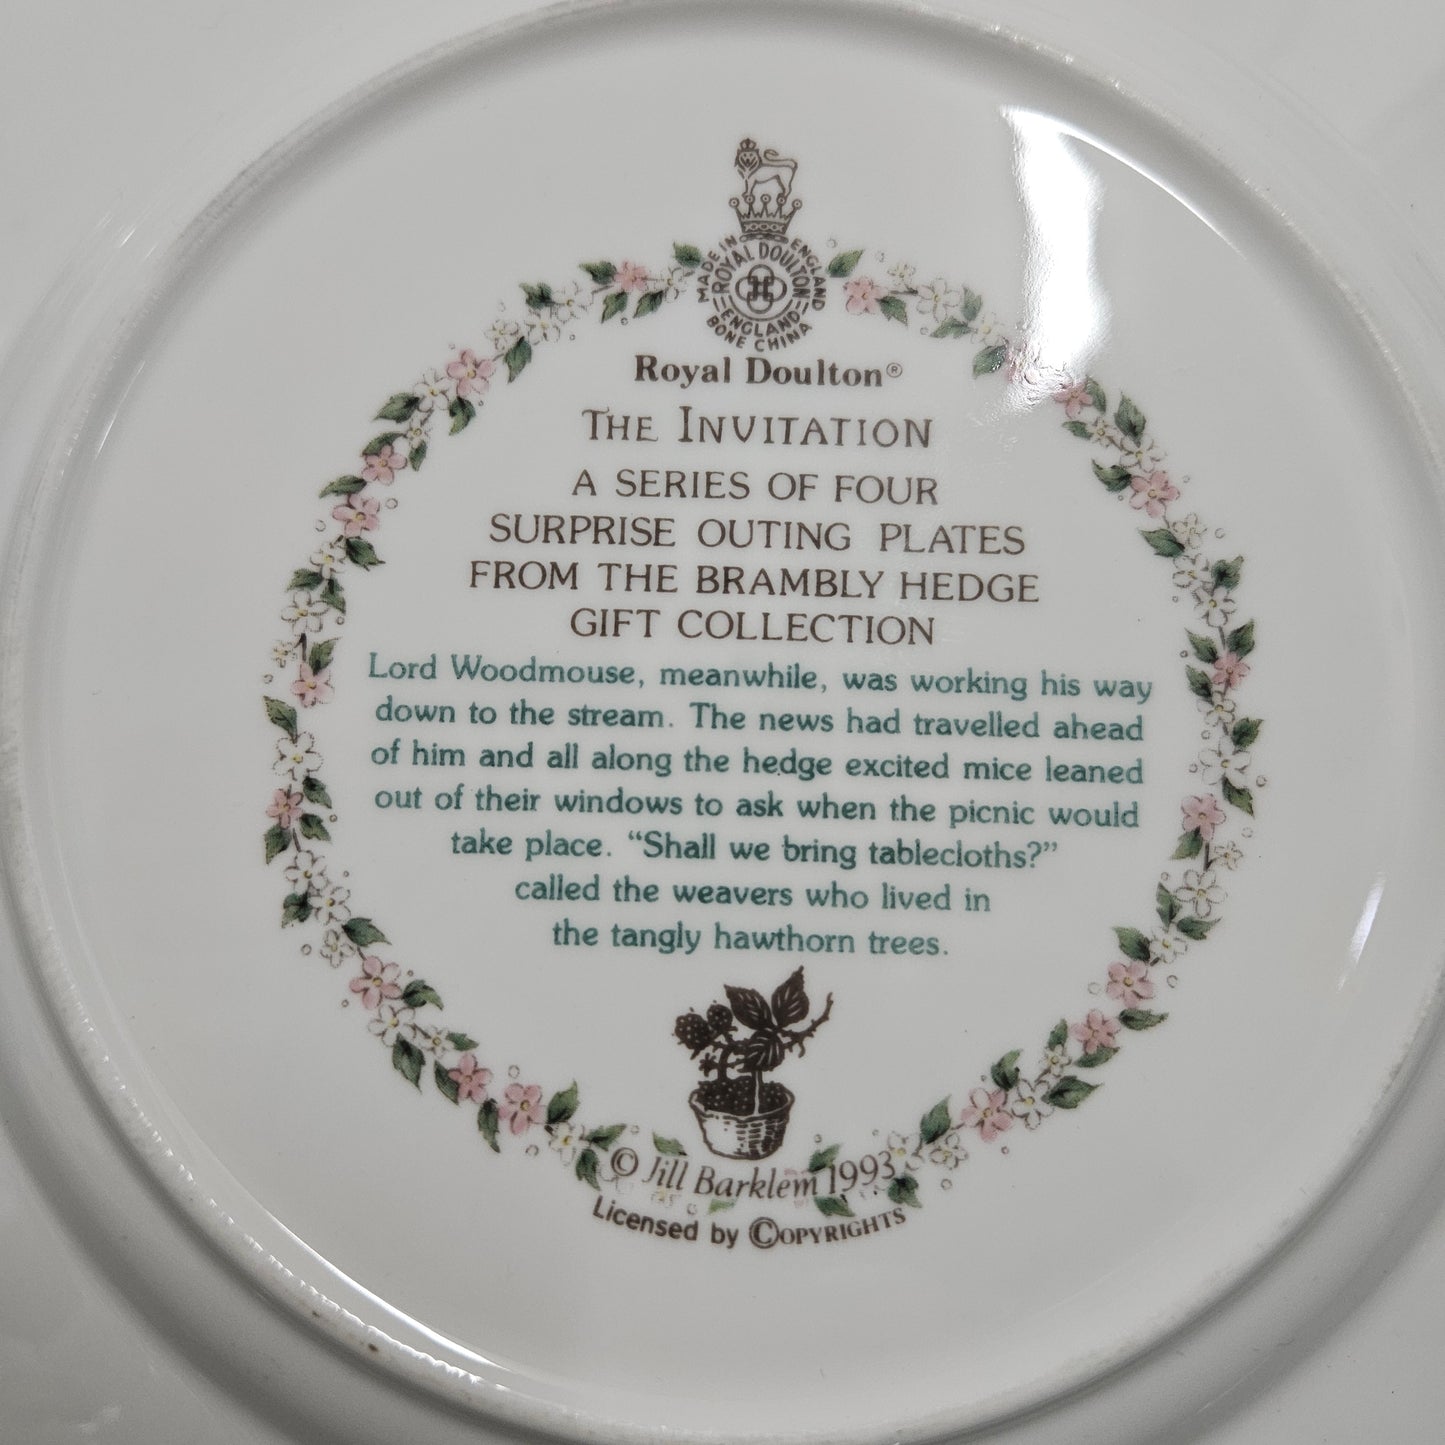 MADE IN ENGLAND
ROYAL DOULTON
ENGLAND
BONE CHINA
Royal Doulton®
THE INVITATION
A SERIES OF FOUR
SURPRISE OUTING PLATES
FROM THE BRAMBLY HEDGE
GIFT COLLECTION
Lord Woodmouse, meanwhile, was working his way
down to the stream. The news had travelled ahead
of him and all along the hedge excited mice leaned
out of their windows to ask when the picnic would
take place. “Shall we bring tablecloths?”
called the weavers who lived in
the tangly hawthorn trees.
© Jill Barklem 1993
Licensed by ©OPYRIGHTS